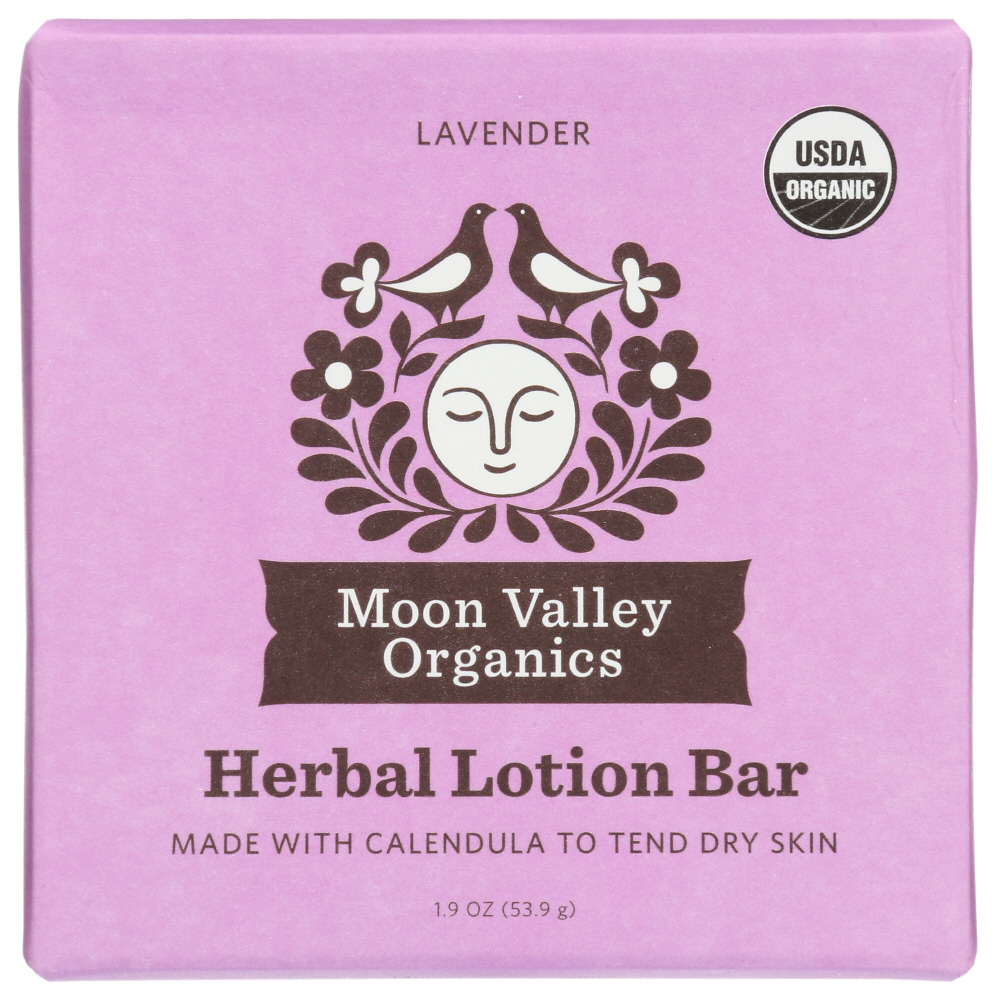 LAVENDER
USDA
ORGANIC
Moon Valley
Organics
Herbal Lotion Bar
MADE WITH CALENDULA TO TEND DRY SKIN
1.9 OZ (53.9 g)